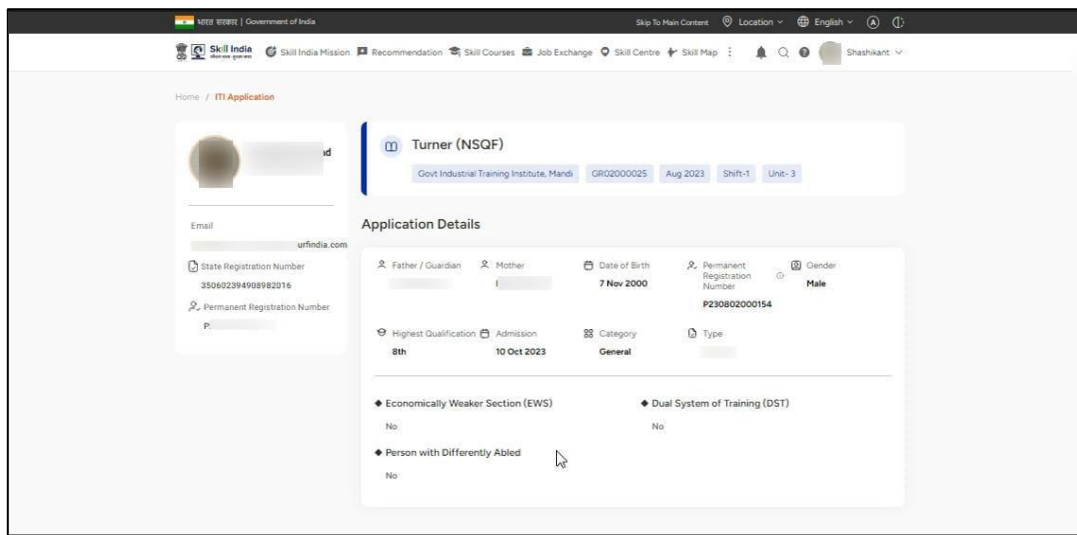 भारत सरकार | Government of India
Skip To Main Content Location English A
Skill India
Skill India Mission Recommendation Skill Courses Job Exchange Skill Centre Skill Map Shashikant
Home / ITI Application
d
Turner (NSQF)
Govt Industrial Training Institute, Mandi GR02000025 Aug 2023 Shift-1 Unit- 3
Email
urfindia.com
State Registration Number
350602394908982016
Permanent Registration Number
P
Application Details
Father / Guardian Mother Date of Birth Permanent Registration Number Gender
7 Nov 2000 P230802000154 Male
Highest Qualification Admission Category Type
8th 10 Oct 2023 General
Economically Weaker Section (EWS) Dual System of Training (DST)
No No
Person with Differently Abled
No